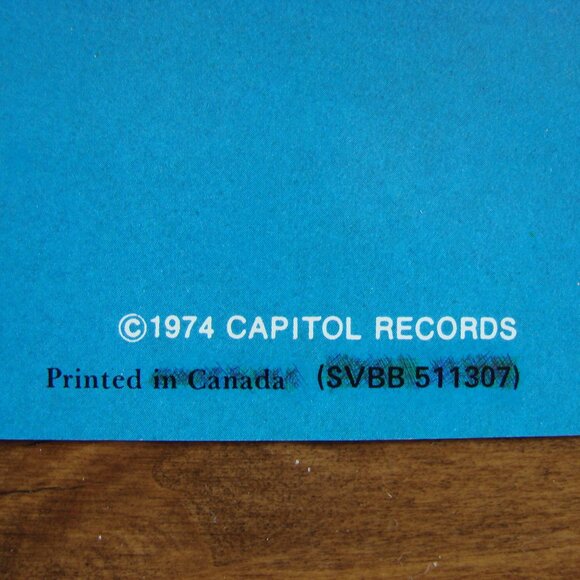 ©1974 CAPITOL RECORDS
Printed in Canada (SVBB 511307)